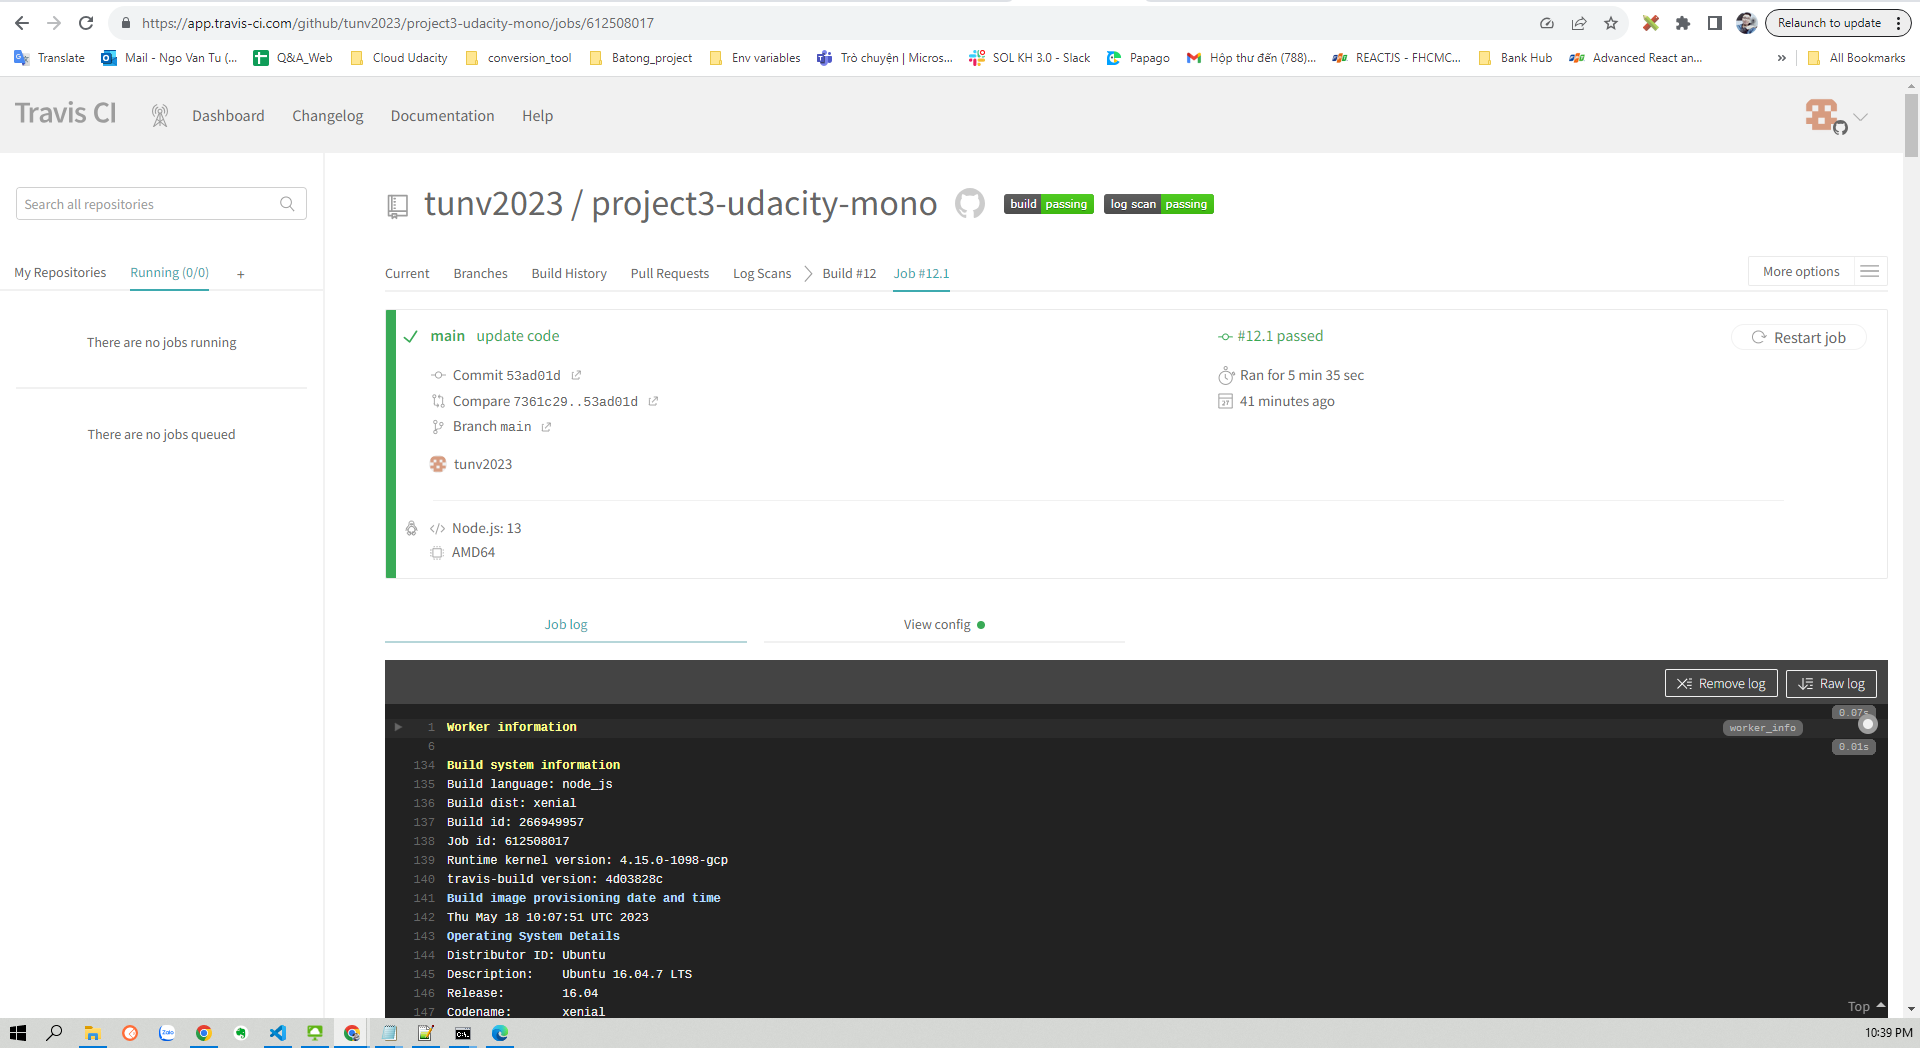 https://app.travis-ci.com/github/tunv2023/project3-udacity-mono/jobs/612508017
Relaunch to update
Translate
Mail - Ngo Van Tu (...
Q&A_Web
Cloud Udacity
conversion_tool
Batong_project
Env variables
Trò chuyện | Micros...
SOL KH 3.0 - Slack
Papago
Hộp thư đến (788)...
REACTJS - FHCMC...
Bank Hub
Advanced React an...
»
All Bookmarks
Travis CI
Dashboard
Changelog
Documentation
Help
Search all repositories
My Repositories
Running (0/0)
+
There are no jobs running
There are no jobs queued
tunv2023 / project3-udacity-mono
build passing
log scan passing
Current
Branches
Build History
Pull Requests
Log Scans
Build #12
Job #12.1
More options
main update code
Commit 53ad01d
Compare 7361c29..53ad01d
Branch main
tunv2023
#12.1 passed
Ran for 5 min 35 sec
27
41 minutes ago
Restart job
</> Node.js: 13
AMD64
Job log
View config
Remove log
Raw log
1 Worker information
worker_info
0.07s
6
0.01s
134 Build system information
135 Build language: node_js
136 Build dist: xenial
137 Build id: 266949957
138 Job id: 612508017
139 Runtime kernel version: 4.15.0-1098-gcp
140 travis-build version: 4d03828c
141 Build image provisioning date and time
142 Thu May 18 10:07:51 UTC 2023
143 Operating System Details
144 Distributor ID: Ubuntu
145 Description: Ubuntu 16.04.7 LTS
146 Release: 16.04
147 Codename: xenial
Top
Zalo
10:39 PM